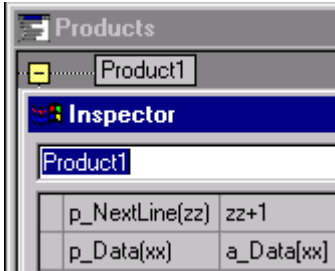 Products
Product1
Inspector
Product1
p_NextLine(zz) zz+1
p_Data(xx) a_Data[xx]